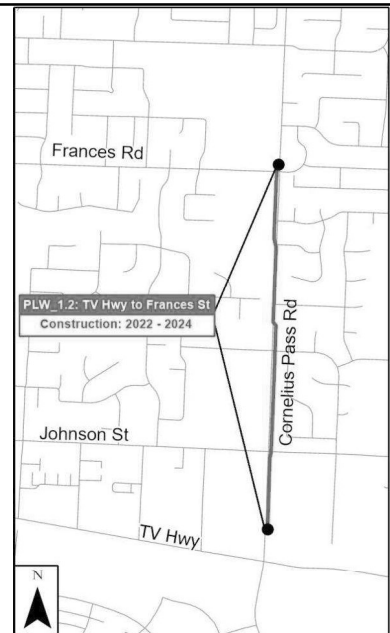 Frances Rd
PLW_1.2: TV Hwy to Frances St
Construction: 2022 - 2024
Cornelius Pass Rd
Johnson St
TV Hwy
N